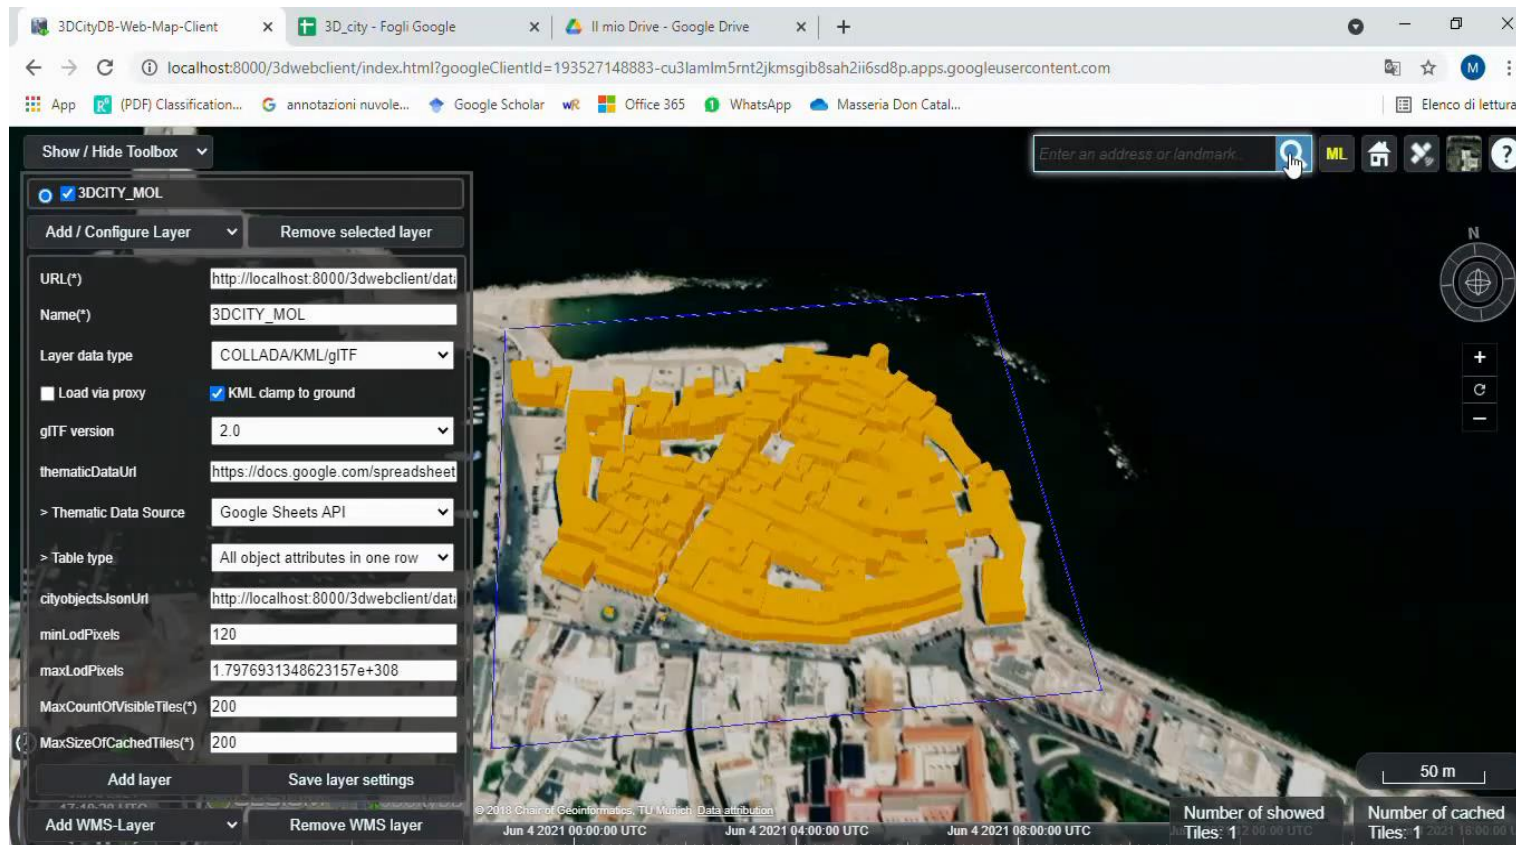 3DCityDB-Web-Map-Client
3D_city - Fogli Google
Il mio Drive - Google Drive
localhost:8000/3dwebclient/index.html?googleClientId=193527148883-cu3lamlm5rnt2jkmsgib8sah2ii6sd8p.apps.googleusercontent.com
M
App
(PDF) Classification...
annotazioni nuvole...
Google Scholar
Office 365
WhatsApp
Masseria Don Catal...
Elenco di lettura
Show / Hide Toolbox
Enter an address or landmark..
ML
?
3DCITY_MOL
Add / Configure Layer
Remove selected layer
N
URL(*)
http://localhost:8000/3dwebclient/dat
Name(*)
3DCITY_MOL
Layer data type
COLLADA/KML/glTF
Load via proxy
KML clamp to ground
glTF version
2.0
thematicDataUrl
https://docs.google.com/spreadsheet
> Thematic Data Source
Google Sheets API
> Table type
All object attributes in one row
cityobjectsJsonUrl
http://localhost:8000/3dwebclient/dat
minLodPixels
120
maxLodPixels
1.7976931348623157e+308
MaxCountOfVisibleTiles(*)
200
MaxSizeOfCachedTiles(*)
200
Add layer
Save layer settings
50 m
© 2018 Chair of Geoinformatics, TU Munich Data attribution
Add WMS-Layer
Remove WMS layer
Jun 4 2021 00:00:00 UTC
Jun 4 2021 04:00:00 UTC
Jun 4 2021 08:00:00 UTC
Number of showed
Tiles: 1
Number of cached
Tiles: 1